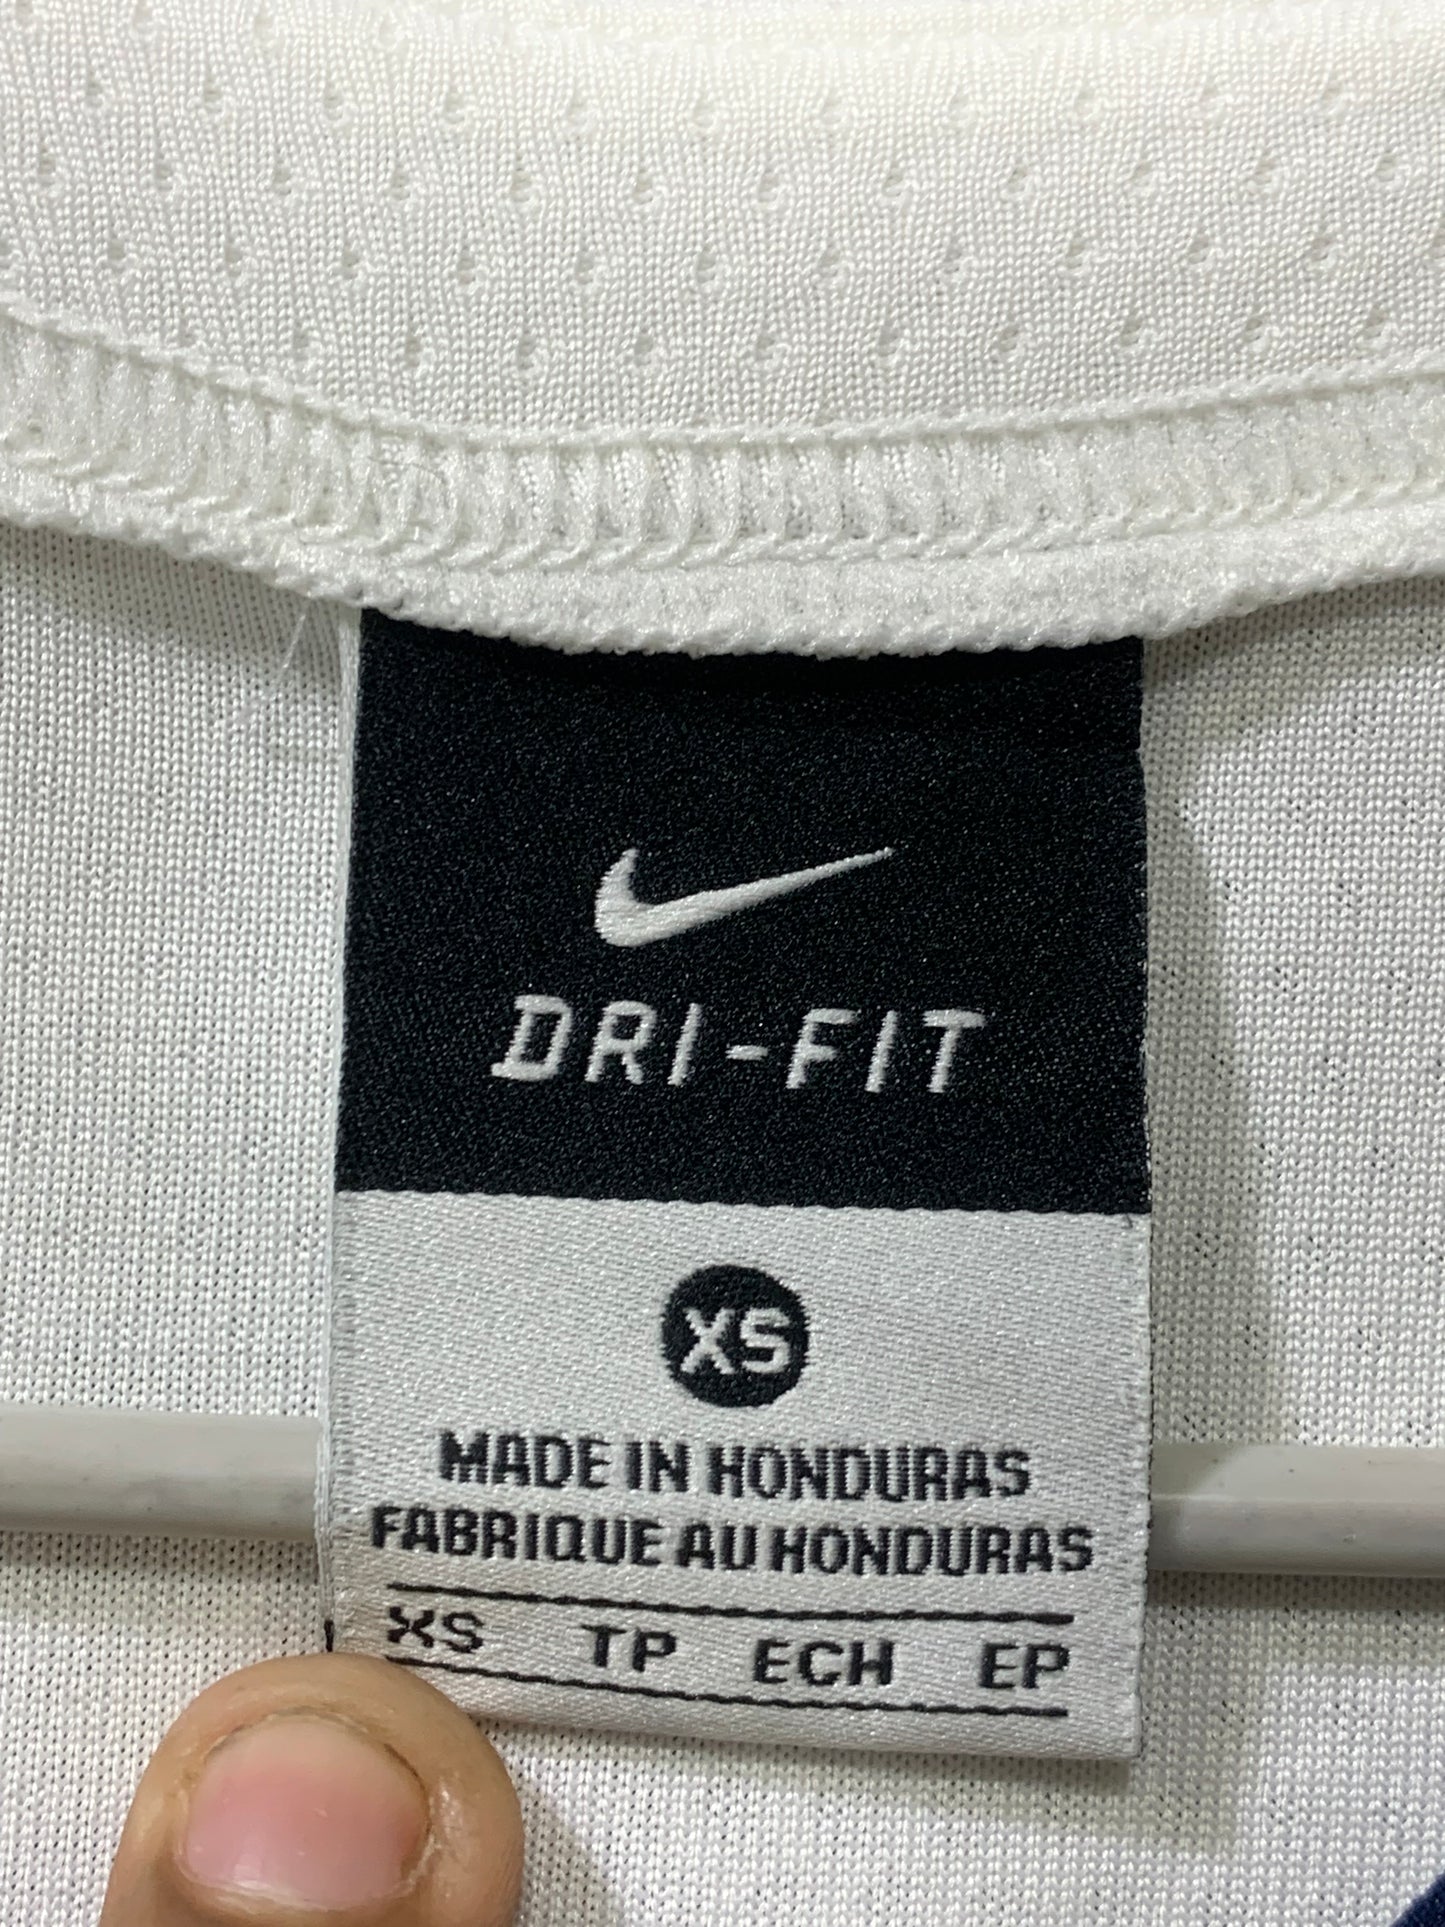 DRI-FIT
XS
MADE IN HONDURAS
FABRIQUE AU HONDURAS
XS TP ECH EP